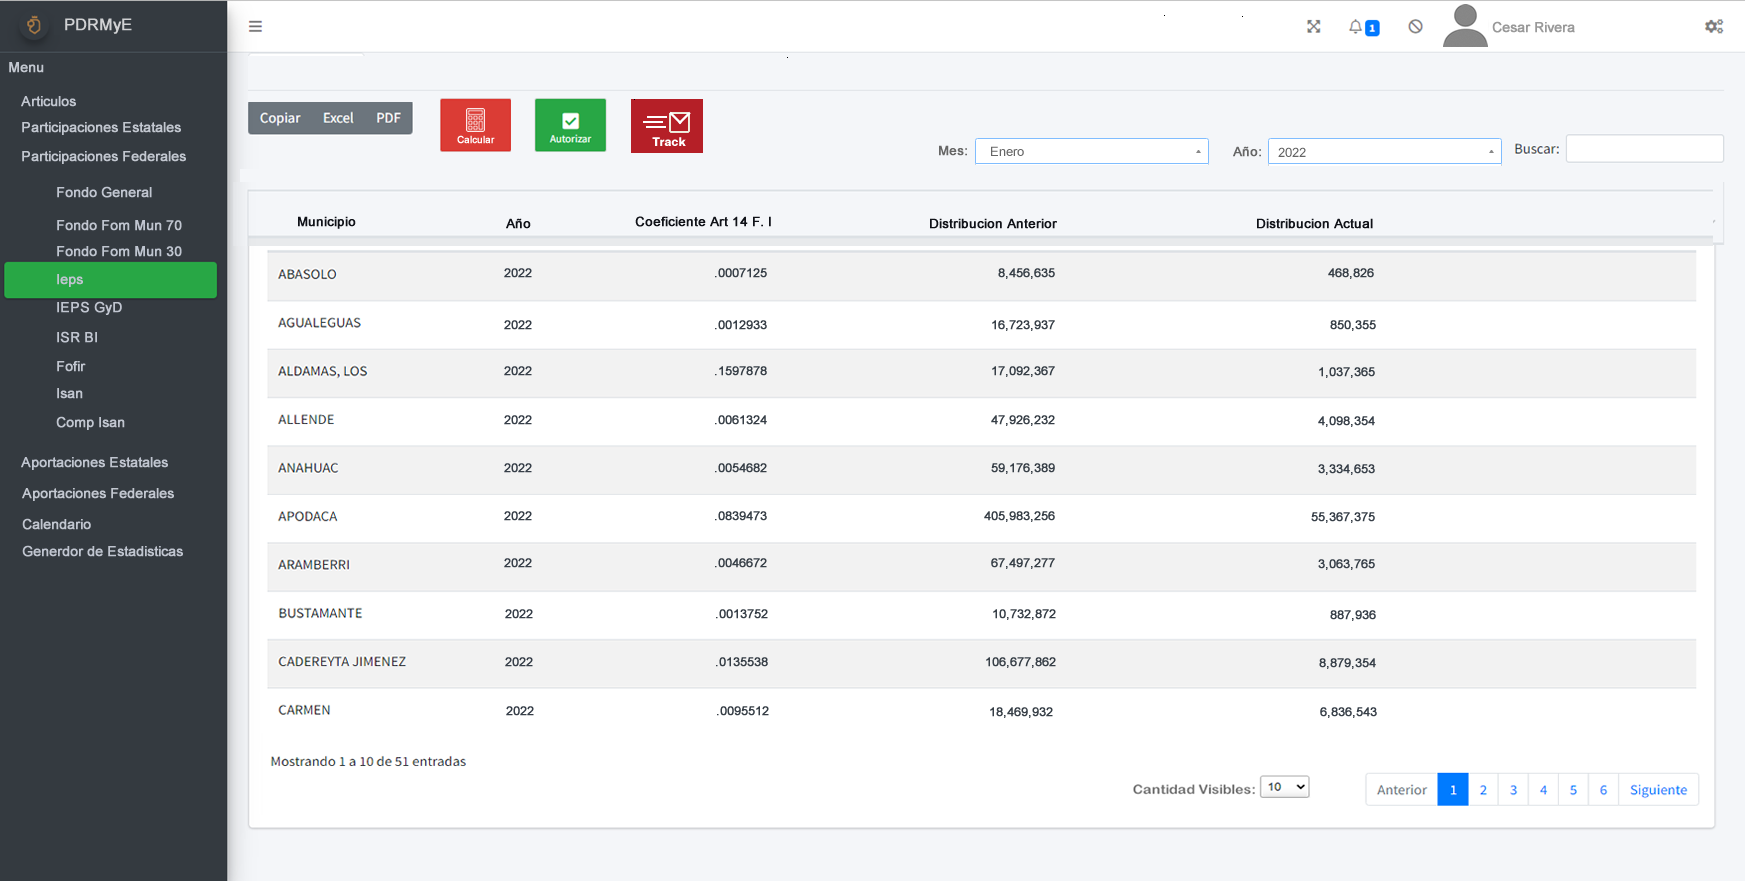 PDRMyE
1
Cesar Rivera
Menu
Articulos
Participaciones Estatales
Participaciones Federales
Fondo General
Fondo Fom Mun 70
Fondo Fom Mun 30
Ieps
IEPS GyD
ISR BI
Fofir
Isan
Comp Isan
Aportaciones Estatales
Aportaciones Federales
Calendario
Generdor de Estadisticas
Copiar Excel PDF
Calcular
Autorizar
Track
Mes: Enero Año: 2022 Buscar:
Municipio Año Coeficiente Art 14 F. I Distribucion Anterior Distribucion Actual
ABASOLO 2022 .0007125 8,456,635 468,826
AGUALEGUAS 2022 .0012933 16,723,937 850,355
ALDAMAS, LOS 2022 .1597878 17,092,367 1,037,365
ALLENDE 2022 .0061324 47,926,232 4,098,354
ANAHUAC 2022 .0054682 59,176,389 3,334,653
APODACA 2022 .0839473 405,983,256 55,367,375
ARAMBERRI 2022 .0046672 67,497,277 3,063,765
BUSTAMANTE 2022 .0013752 10,732,872 887,936
CADEREYTA JIMENEZ 2022 .0135538 106,677,862 8,879,354
CARMEN 2022 .0095512 18,469,932 6,836,543
Mostrando 1 a 10 de 51 entradas
Cantidad Visibles: 10
Anterior 1 2 3 4 5 6 Siguiente